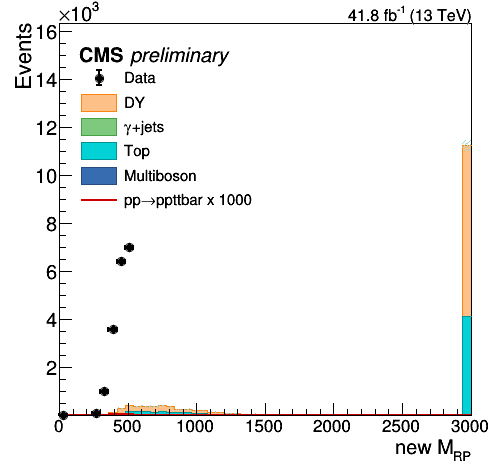 ×10³
41.8 fb⁻¹ (13 TeV)
Events
CMS preliminary
Data
DY
γ+jets
Top
Multiboson
pp→ppttbar x 1000
16
14
12
10
8
6
4
2
0 500 1000 1500 2000 2500 3000
new M_RP